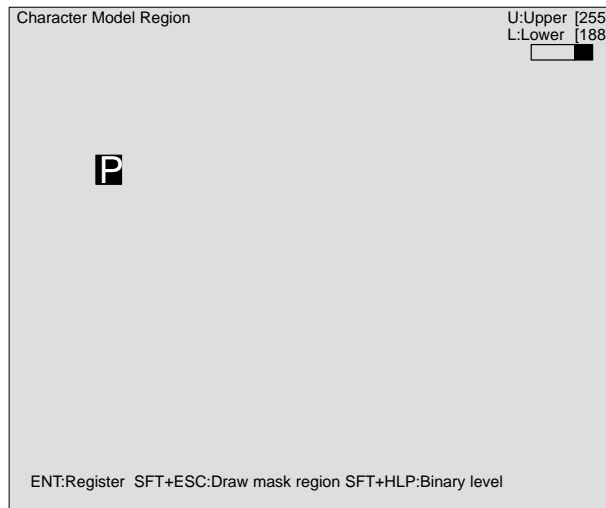 Character Model Region
U:Upper [255
L:Lower [188
P
ENT:Register SFT+ESC:Draw mask region SFT+HLP:Binary level